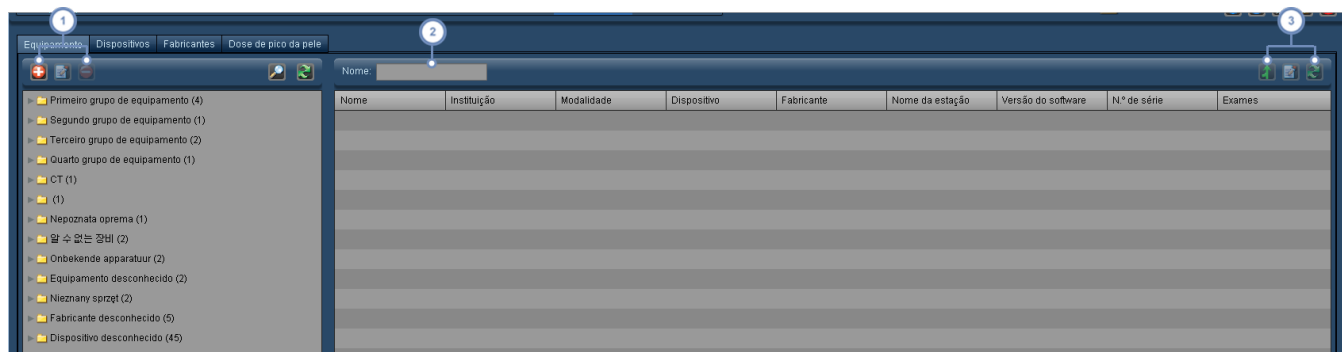 1
2
3
Equipamento Dispositivos Fabricantes Dose de pico da pele
Nome:
Nome Instituição Modalidade Dispositivo Fabricante Nome da estação Versão do software N.º de série Exames
Primeiro grupo de equipamento (4)
Segundo grupo de equipamento (1)
Terceiro grupo de equipamento (2)
Quarto grupo de equipamento (1)
CT (1)
(1)
Nepoznata oprema (1)
알 수 없는 장비 (2)
Onbekende apparatuur (2)
Equipamento desconhecido (2)
Nieznany sprzęt (2)
Fabricante desconhecido (5)
Dispositivo desconhecido (45)